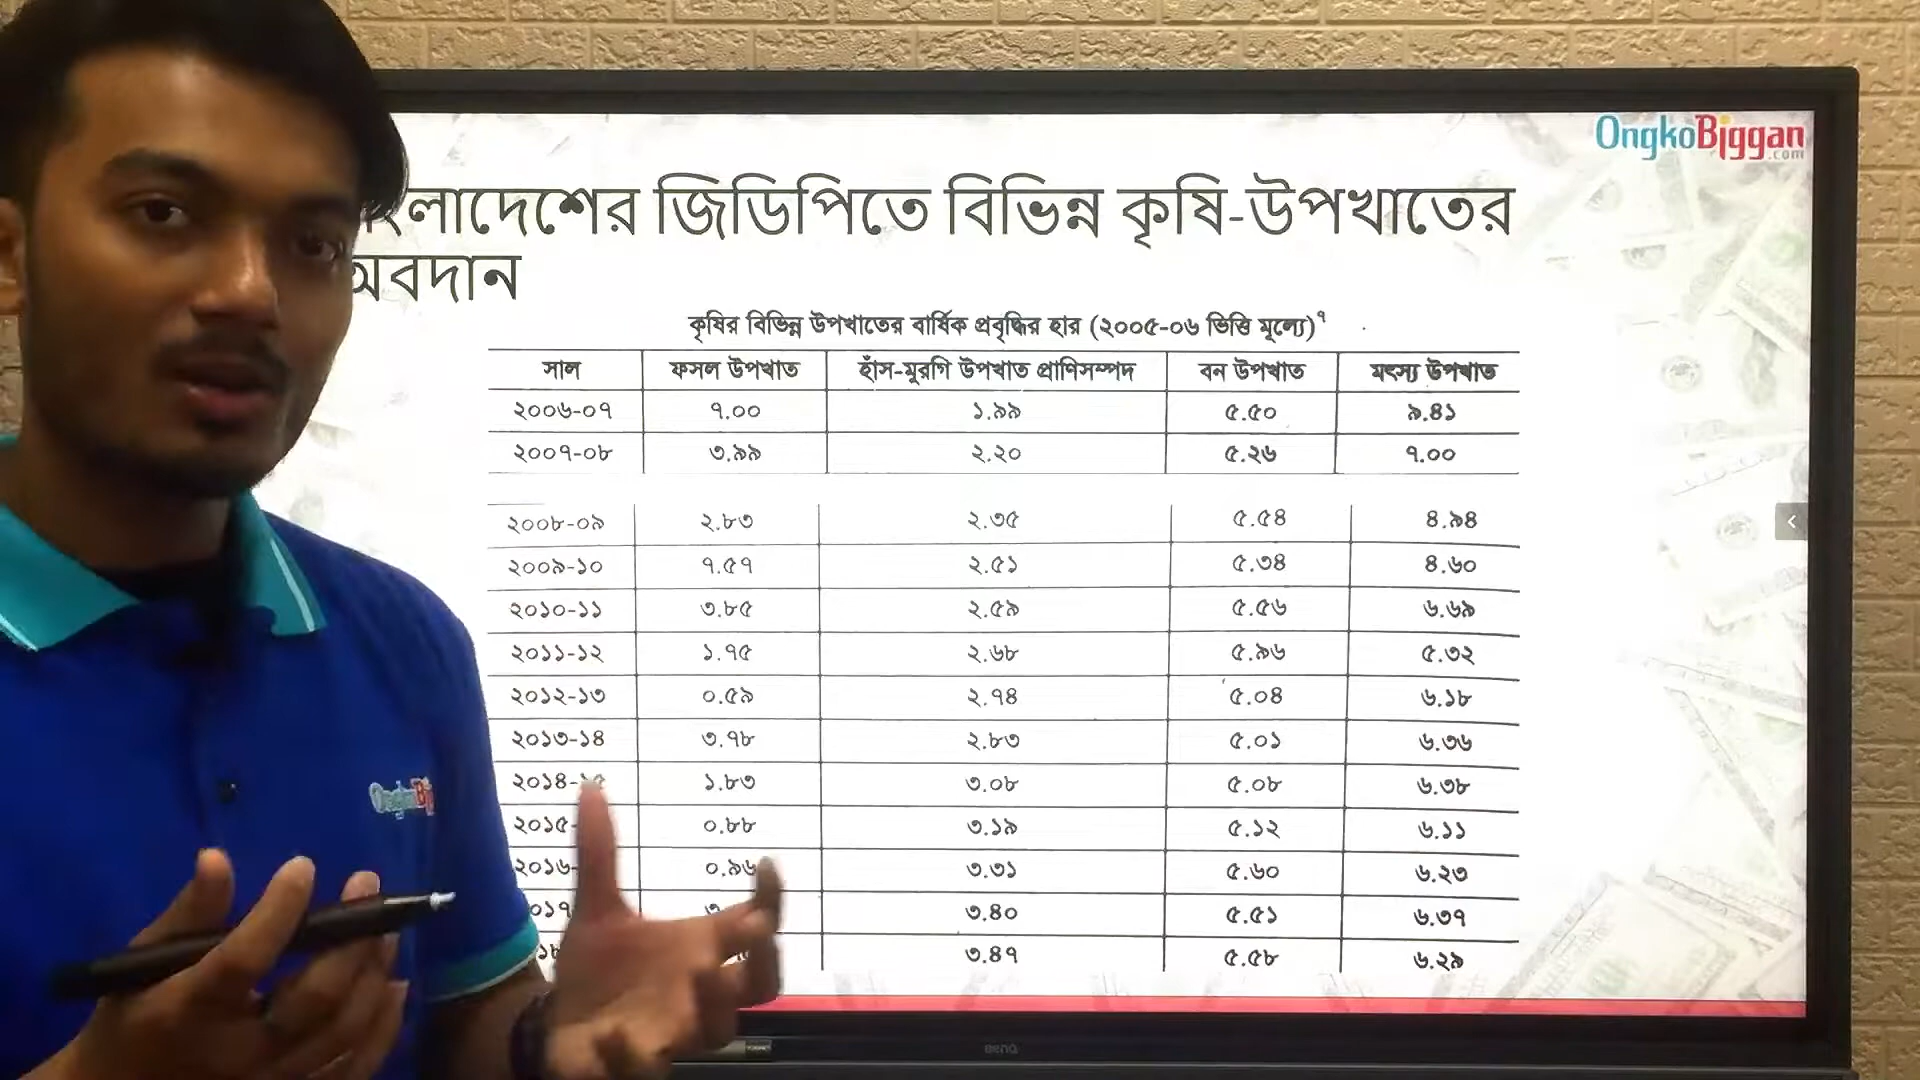 OngkoBiggan
.com
বাংলাদেশের জিডিপিতে বিভিন্ন কৃষি-উপখাতের
অবদান
কৃষির বিভিন্ন উপখাতের বার্ষিক প্রবৃদ্ধির হার (২০০৫-০৬ ভিত্তি মূল্যে)৭
সাল ফসল উপখাত হাঁস-মুরগি উপখাত প্রাণিসম্পদ বন উপখাত মৎস্য উপখাত
২০০৬-০৭ ৭.০০ ১.৯৯ ৫.৫০ ৯.৪১
২০০৭-০৮ ৩.৯৯ ২.২০ ৫.২৬ ৭.০০
২০০৮-০৯ ২.৮৩ ২.৩৫ ৫.৫৪ ৪.৯৪
২০০৯-১০ ৭.৫৭ ২.৫১ ৫.৩৪ ৪.৬০
২০১০-১১ ৩.৮৫ ২.৫৯ ৫.৫৬ ৬.৬৯
২০১১-১২ ১.৭৫ ২.৬৮ ৫.৯৬ ৫.৩২
২০১২-১৩ ০.৫৯ ২.৭৪ ৫.০৪ ৬.১৮
২০১৩-১৪ ৩.৭৮ ২.৮৩ ৫.০১ ৬.৩৬
২০১৪-১৫ ১.৮৩ ৩.০৮ ৫.০৮ ৬.৩৮
২০১৫- ০.৮৮ ৩.১৯ ৫.১২ ৬.১১
২০১৬- ০.৯৬ ৩.৩১ ৫.৬০ ৬.২৩
৩.৪০ ৫.৫১ ৬.৩৭
৩.৪৭ ৫.৫৮ ৬.২৯
BenQ